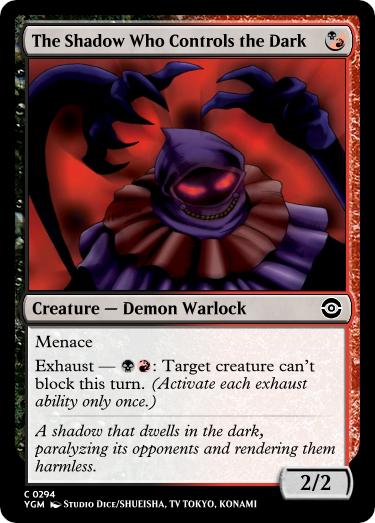 The Shadow Who Controls the Dark
Creature — Demon Warlock
Menace
Exhaust — : Target creature can't
block this turn. (Activate each exhaust
ability only once.)
A shadow that dwells in the dark,
paralyzing its opponents and rendering them
harmless.
2/2
C 0294
YGM Studio Dice/SHUEISHA, TV TOKYO, KONAMI